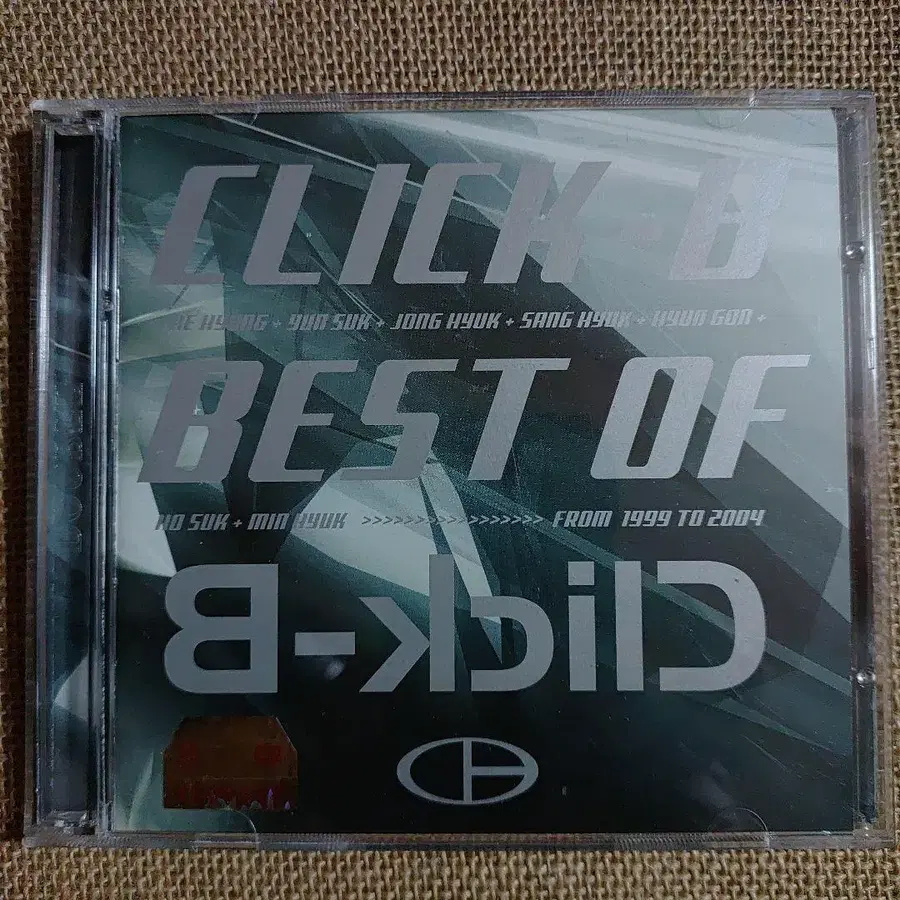 CLICK-B
HYUNG + YUN SUK + JONG HYUK + SANG HYUK + HYUN GON +
BEST OF
HO SUK + MIN HYUK >>>>>>>>>>>>>>>>> FROM 1999 TO 2004
Click-B